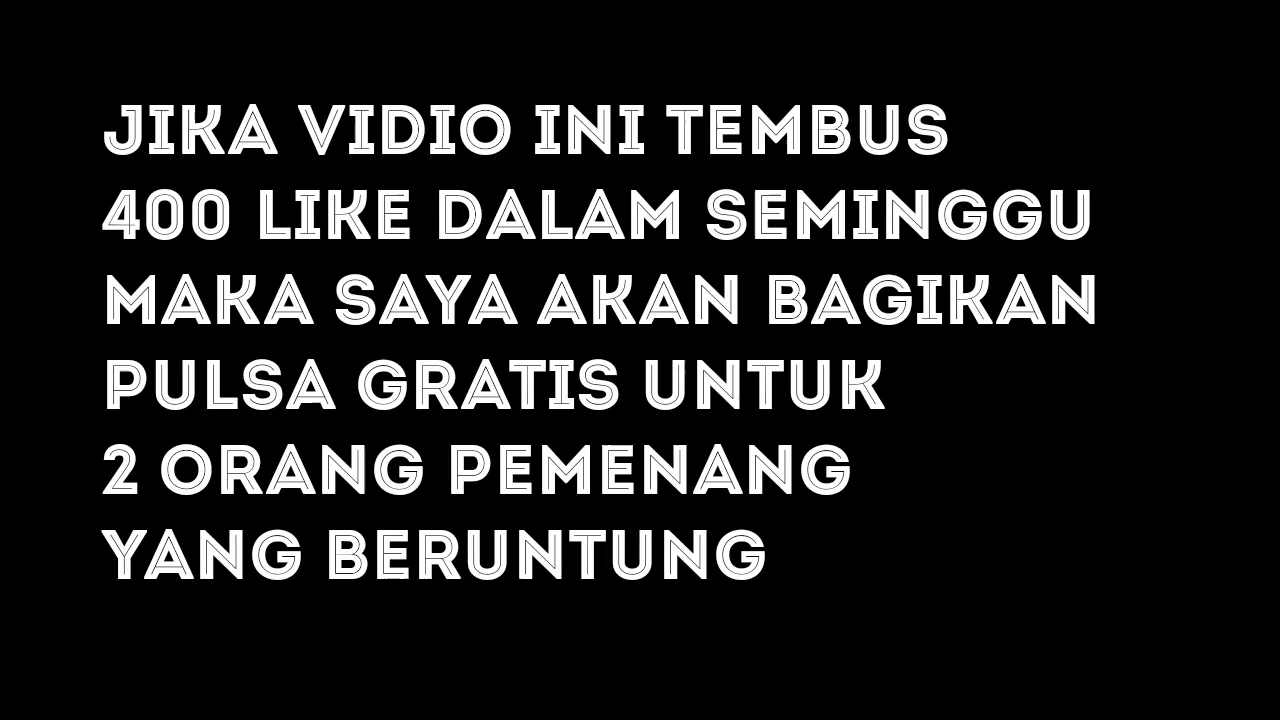 JIKA VIDIO INI TEMBUS
400 LIKE DALAM SEMINGGU
MAKA SAYA AKAN BAGIKAN
PULSA GRATIS UNTUK
2 ORANG PEMENANG
YANG BERUNTUNG